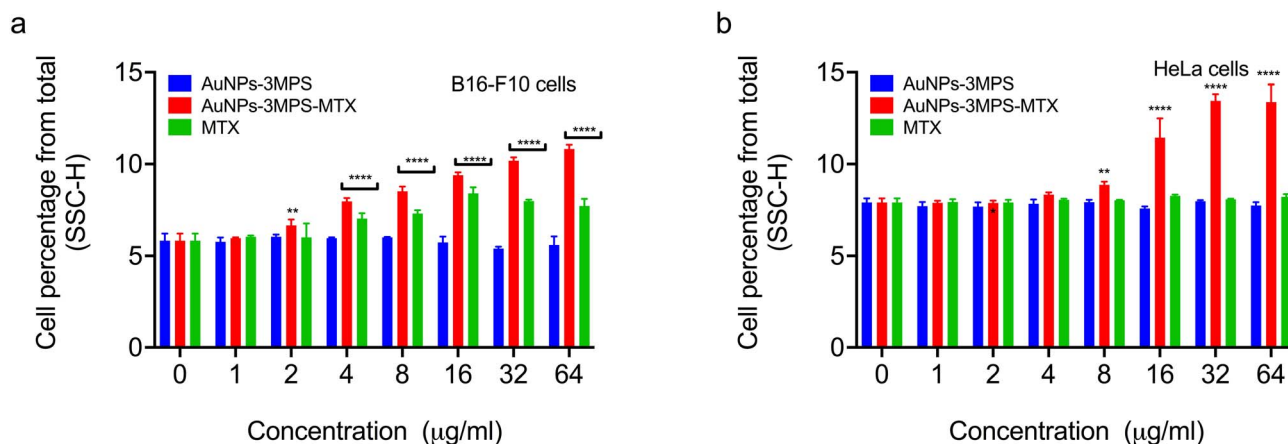 a
B16-F10 cells
AuNPs-3MPS
AuNPs-3MPS-MTX
MTX
Cell percentage from total
(SSC-H)
15
10
5
0
** **** **** **** **** ****
0 1 2 4 8 16 32 64
Concentration (μg/ml)
b
HeLa cells
AuNPs-3MPS
AuNPs-3MPS-MTX
MTX
Cell percentage from total
(SSC-H)
15
10
5
0
** **** **** ****
0 1 2 4 8 16 32 64
Concentration (μg/ml)